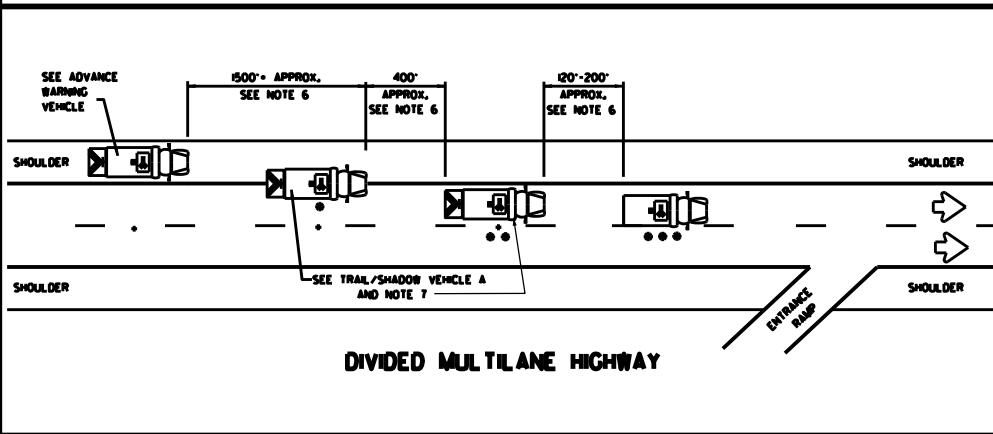 SEE ADVANCE
WARNING
VEHICLE
1500'± APPROX.
SEE NOTE 6
400'
APPROX.
SEE NOTE 6
120'-200'
APPROX.
SEE NOTE 6
SHOULDER
SHOULDER
SEE TRAIL/SHADOW VEHICLE A
AND NOTE 7
SHOULDER
SHOULDER
ENTRANCE
RAMP
DIVIDED MULTILANE HIGHWAY